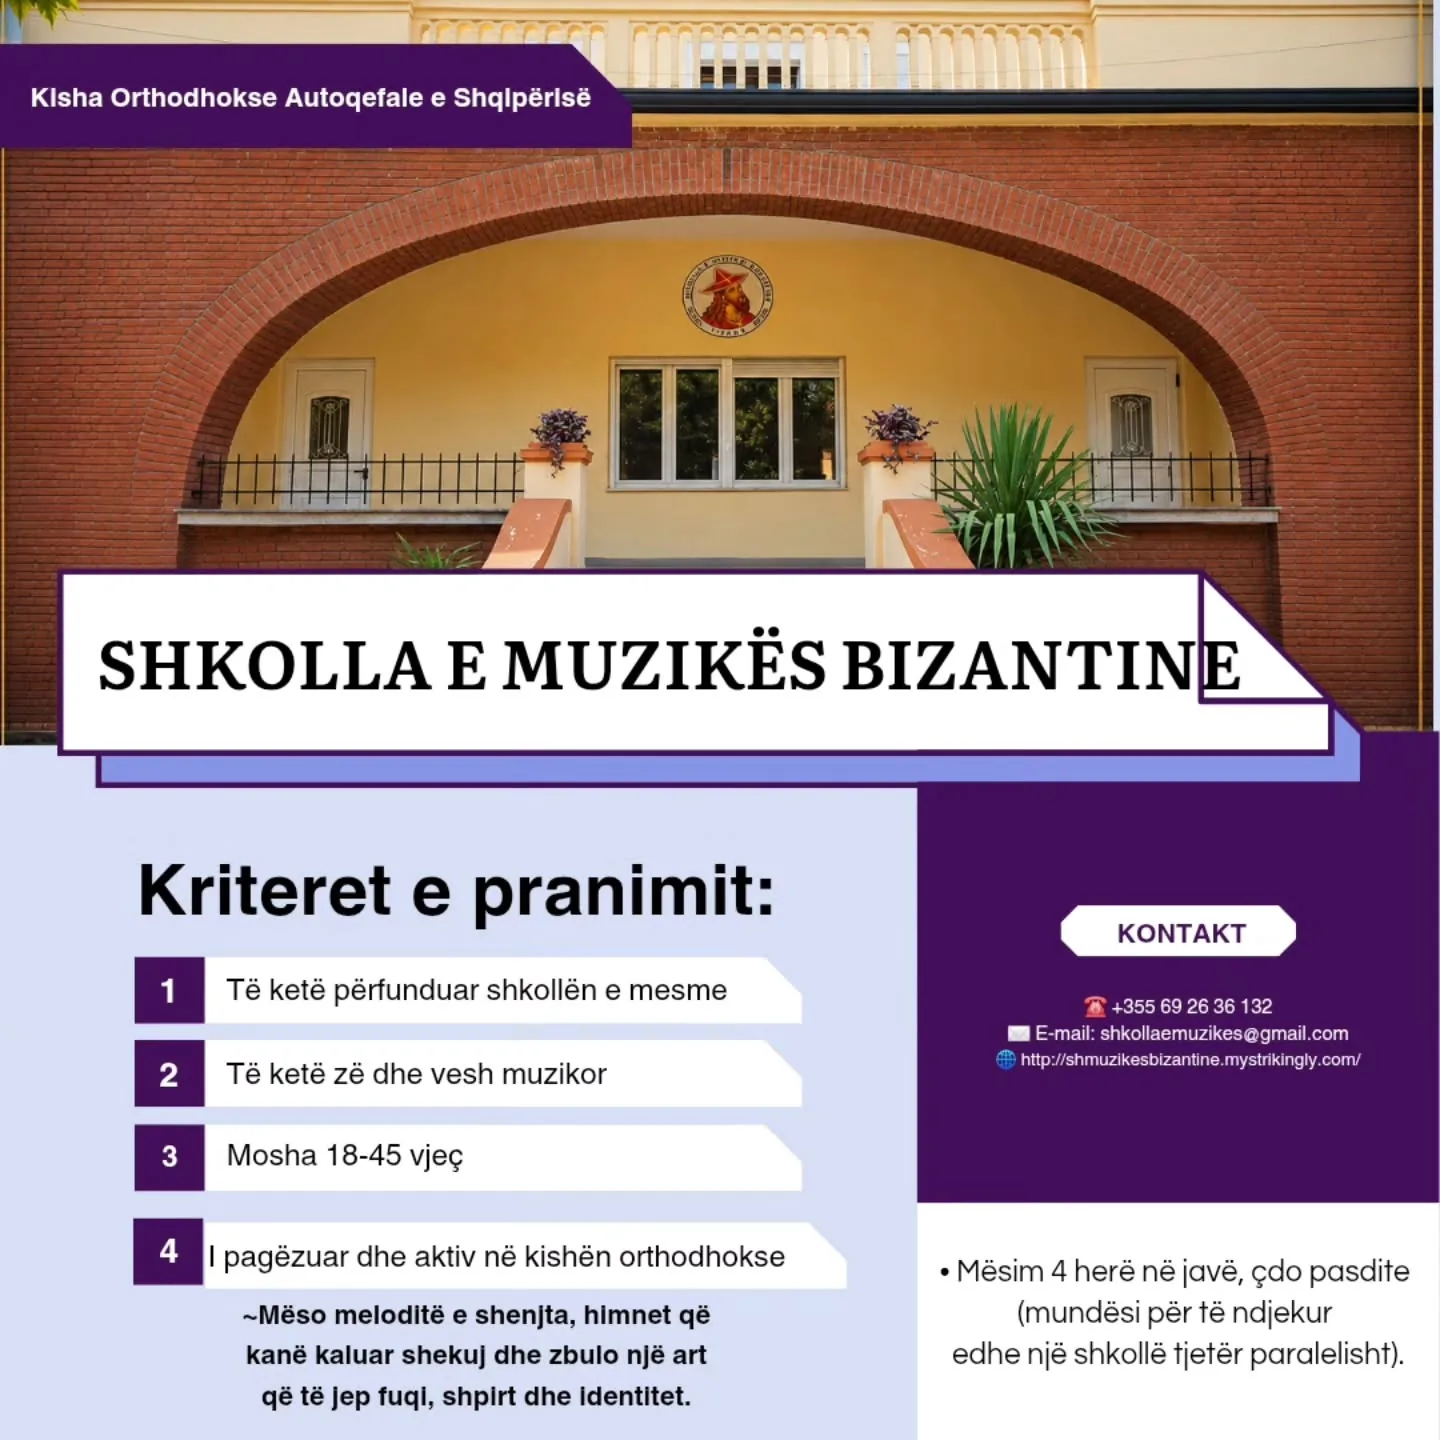 Kisha Orthodhokse Autoqefale e Shqipërisë
SHKOLLA E MUZIKËS BIZANTINE
Kriteret e pranimit:
1 Të ketë përfunduar shkollën e mesme
2 Të ketë zë dhe vesh muzikor
3 Mosha 18-45 vjeç
4 I pagëzuar dhe aktiv në kishën orthodhokse
~Mëso meloditë e shenjta, himnet që
kanë kaluar shekuj dhe zbulo një art
që të jep fuqi, shpirt dhe identitet.
KONTAKT
☎️ +355 69 26 36 132
✉️ E-mail: shkollaemuzikes@gmail.com
🌐 http://shmuzikesbizantine.mystrikingly.com/
• Mësim 4 herë në javë, çdo pasdite
(mundësi për të ndjekur
edhe një shkollë tjetër paralelisht).